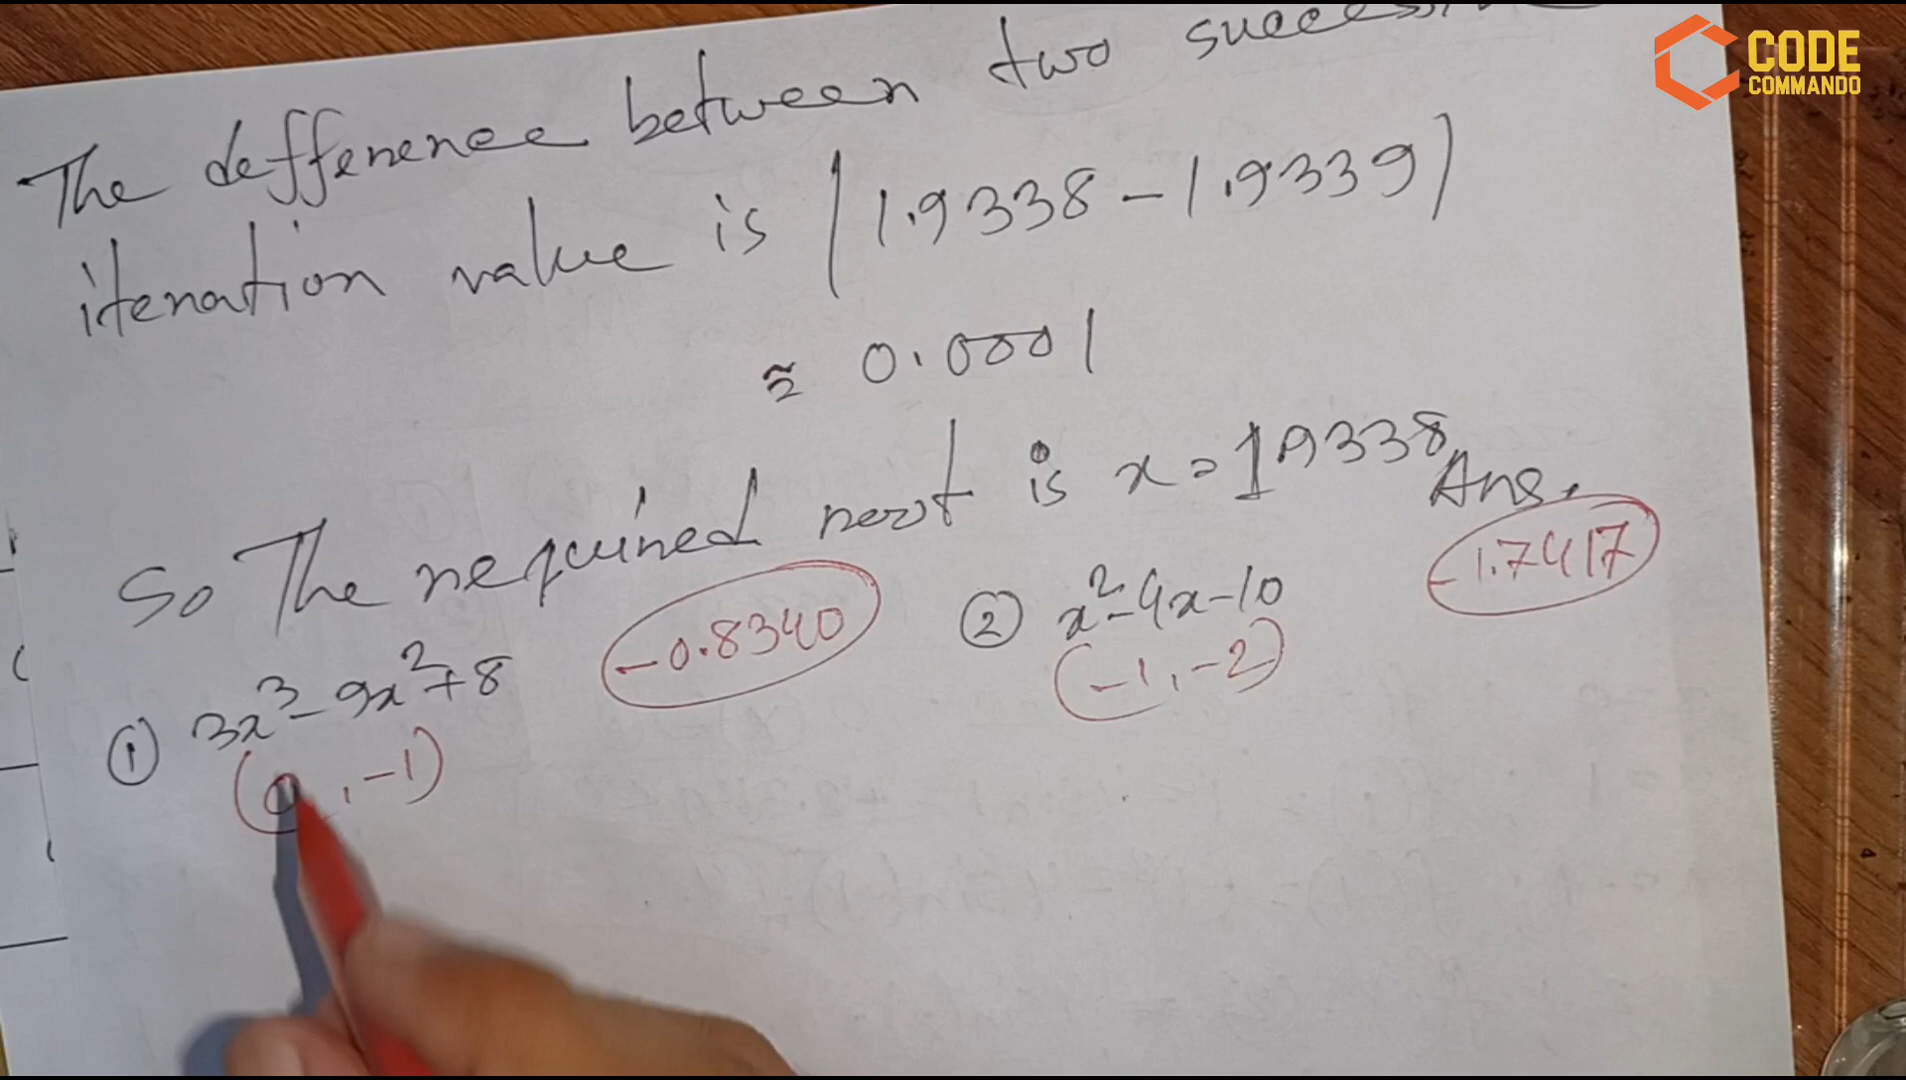 CODE
COMMANDO
The defference between two successive
iteration value is |1.9338-1.9339|
≈ 0.0001
So The required root is x=1.9338 Ans.
① 3x³-9x²+8 -0.8340 ② x²-4x-10 -1.7417
(0,-1) (-1,-2)